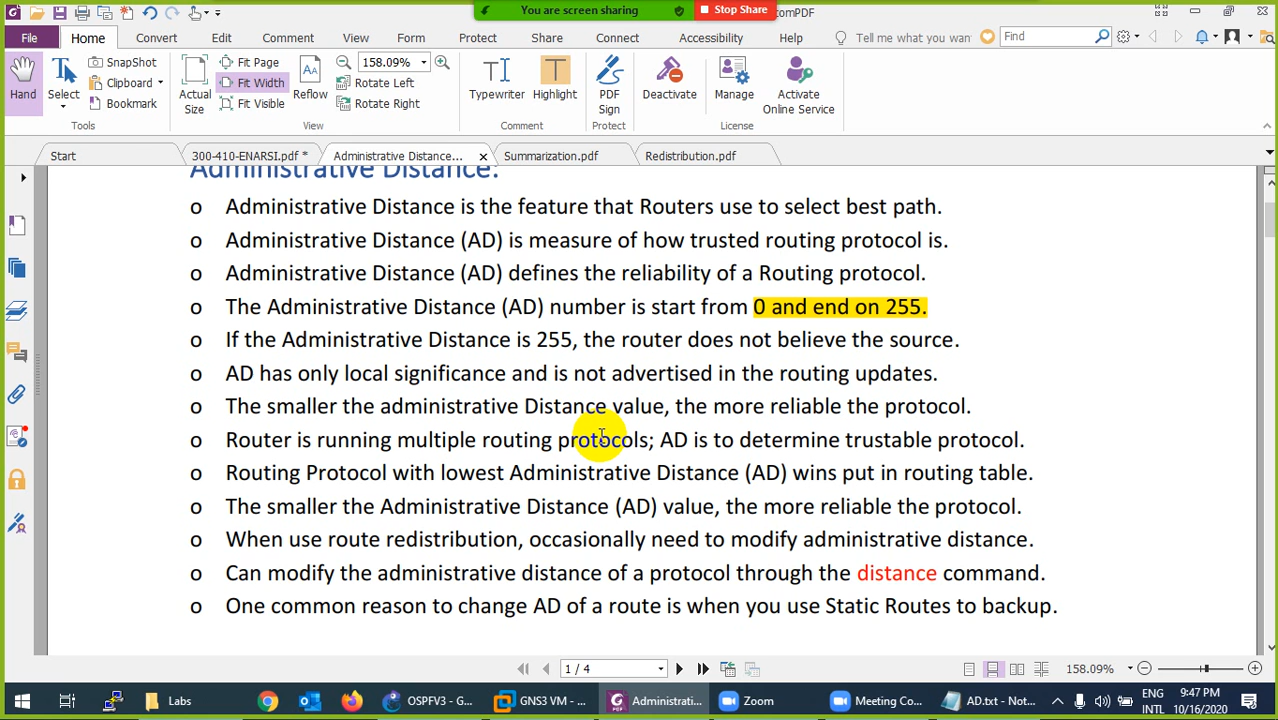 You are screen sharing
Stop Share
omPDF
File
Home
Convert
Edit
Comment
View
Form
Protect
Share
Connect
Accessibility
Help
Tell me what you want
Find
Hand
Select
SnapShot
Clipboard
Bookmark
Actual Size
Fit Page
Fit Width
Fit Visible
Reflow
158.09%
Rotate Left
Rotate Right
Typewriter
Highlight
PDF Sign
Deactivate
Manage
Activate Online Service
Tools
View
Comment
Protect
License
Start
300-410-ENARSI.pdf *
Administrative Distance...
Summarization.pdf
Redistribution.pdf
Administrative Distance:
o Administrative Distance is the feature that Routers use to select best path.
o Administrative Distance (AD) is measure of how trusted routing protocol is.
o Administrative Distance (AD) defines the reliability of a Routing protocol.
o The Administrative Distance (AD) number is start from 0 and end on 255.
o If the Administrative Distance is 255, the router does not believe the source.
o AD has only local significance and is not advertised in the routing updates.
o The smaller the administrative Distance value, the more reliable the protocol.
o Router is running multiple routing protocols; AD is to determine trustable protocol.
o Routing Protocol with lowest Administrative Distance (AD) wins put in routing table.
o The smaller the Administrative Distance (AD) value, the more reliable the protocol.
o When use route redistribution, occasionally need to modify administrative distance.
o Can modify the administrative distance of a protocol through the distance command.
o One common reason to change AD of a route is when you use Static Routes to backup.
1 / 4
158.09%
Labs
OSPFV3 - G...
GNS3 VM - ...
Administrati...
Zoom
Meeting Co...
AD.txt - Not...
ENG
INTL
9:47 PM
10/16/2020